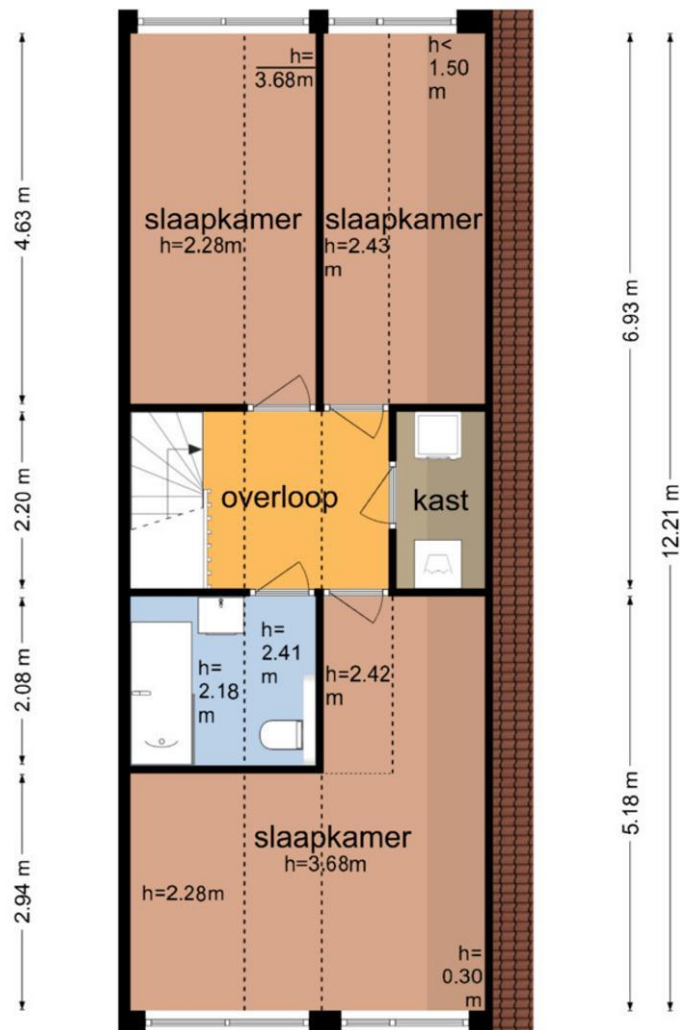 h=
3.68m
h<
1.50
m
slaapkamer
h=2.28m
slaapkamer
h=2.43
m
4.63 m
6.93 m
2.20 m
overloop
kast
12.21 m
2.08 m
h=
2.41
m
h=
2.18
m
h=2.42
m
5.18 m
2.94 m
slaapkamer
h=3.68m
h=2.28m
h=
0.30
m